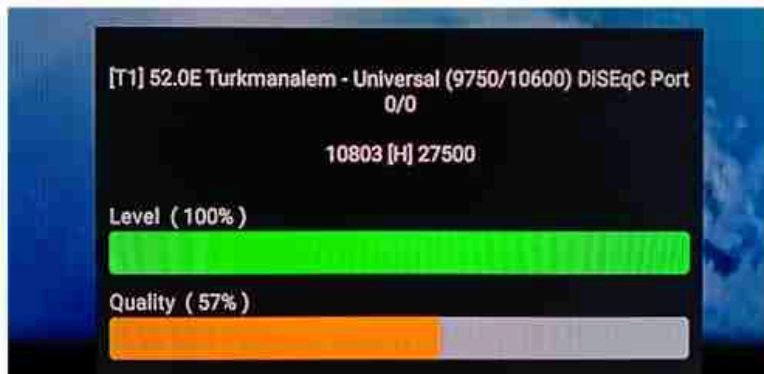 [T1] 52.0E Turkmanalem - Universal (9750/10600) DiSEqC Port
0/0
10803 [H] 27500
Level ( 100% )
Quality ( 57% )